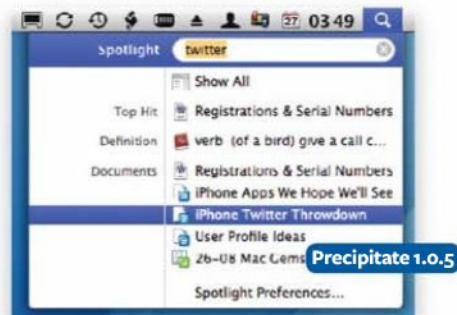 27 03 49
Spotlight twitter
Show All
Top Hit Registrations & Serial Numbers
Definition verb (of a bird) give a call c...
Documents Registrations & Serial Numbers
iPhone Apps We Hope We'll See
iPhone Twitter Throwdown
User Profile Ideas
26-08 Mac Gems
Precipitate 1.0.5
Spotlight Preferences...